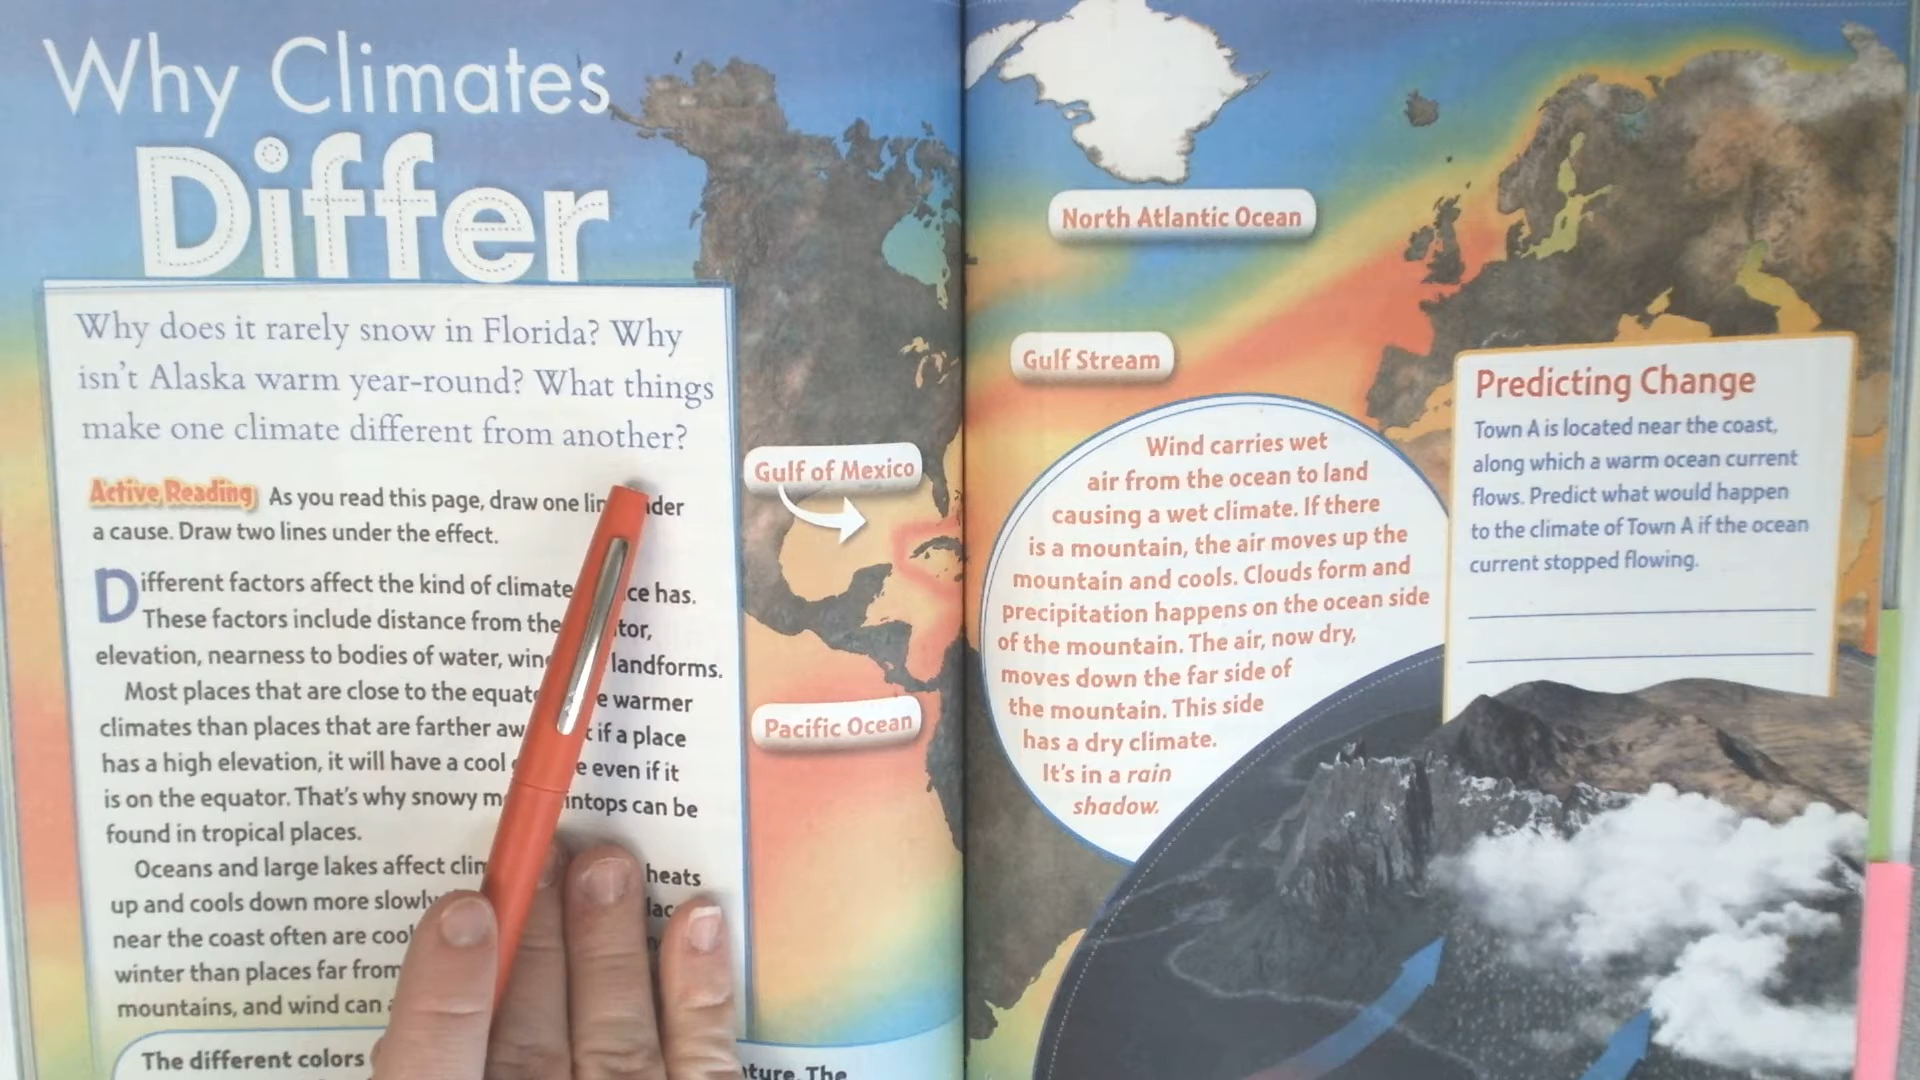 Why Climates
Differ
Why does it rarely snow in Florida? Why
isn't Alaska warm year-round? What things
make one climate different from another?
Active Reading As you read this page, draw one
a cause. Draw two lines under the effect.
Different factors affect the kind of climate has.
These factors include distance from the
elevation, nearness to bodies of water, landforms.
Most places that are close to the warmer
climates than places that are farther if a place
has a high elevation, it will have a cool even if it
is on the equator. That's why snowy can be
found in tropical places.
Oceans and large lakes affect heats
up and cools down more
near the coast often are
winter than places far from
mountains, and wind can
The different colors
The
Gulf of Mexico
Pacific Ocean
North Atlantic Ocean
Gulf Stream
Wind carries wet
air from the ocean to land
causing a wet climate. If there
is a mountain, the air moves up the
mountain and cools. Clouds form and
precipitation happens on the ocean side
of the mountain. The air, now dry,
moves down the far side of
the mountain. This side
has a dry climate.
It's in a rain
shadow.
Predicting Change
Town A is located near the coast,
along which a warm ocean current
flows. Predict what would happen
to the climate of Town A if the ocean
current stopped flowing.